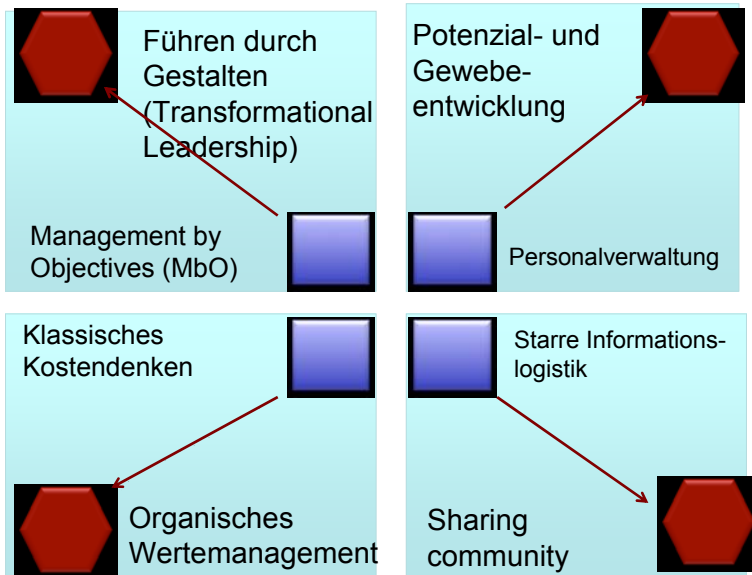 Führen durch
Gestalten
(Transformational
Leadership)
Management by
Objectives (MbO)
Potenzial- und
Gewebe-
entwicklung
Personalverwaltung
Klassisches
Kostendenken
Organisches
Wertemanagement
Starre Informations-
logistik
Sharing
community